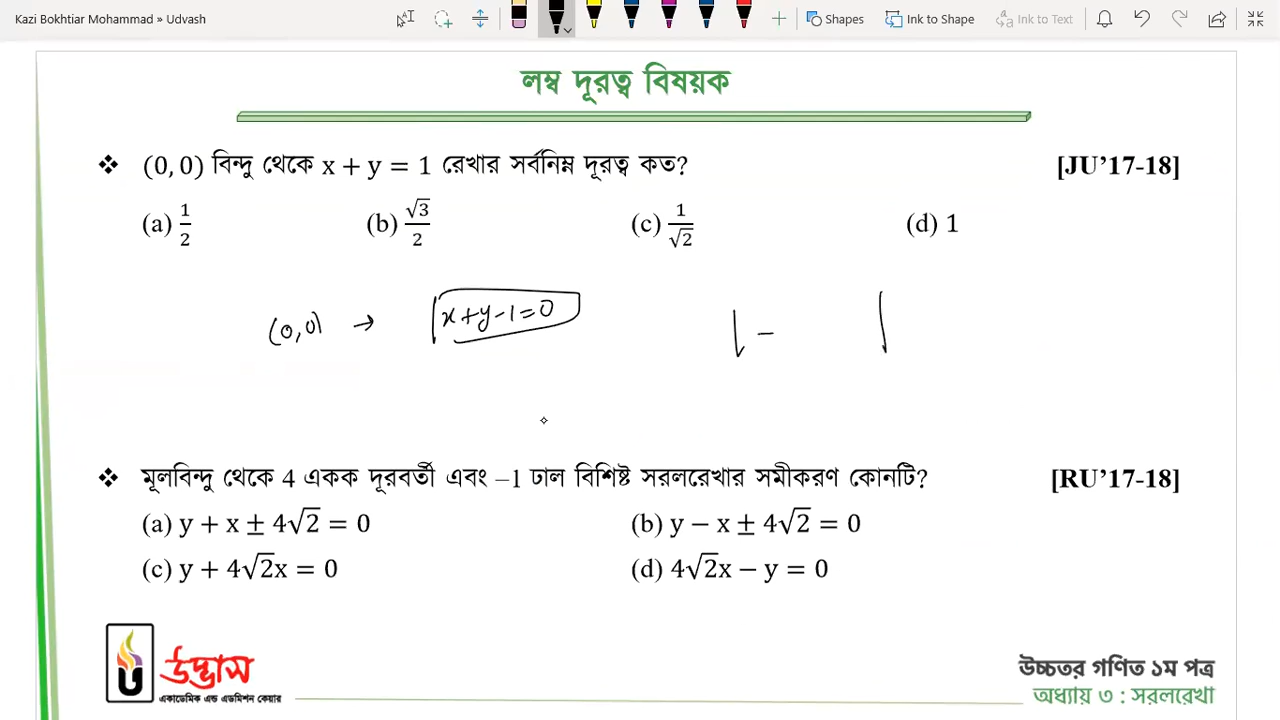 Kazi Bokhtiar Mohammad » Udvash
Shapes Ink to Shape Ink to Text
লম্ব দূরত্ব বিষয়ক
❖ (0, 0) বিন্দু থেকে x + y = 1 রেখার সর্বনিম্ন দূরত্ব কত? [JU’17-18]
(a) 1/2 (b) √3/2 (c) 1/√2 (d) 1
(0,0) → x+y-1=0
❖ মূলবিন্দু থেকে 4 একক দূরবর্তী এবং −1 ঢাল বিশিষ্ট সরলরেখার সমীকরণ কোনটি? [RU’17-18]
(a) y + x ± 4√2 = 0 (b) y − x ± 4√2 = 0
(c) y + 4√2x = 0 (d) 4√2x − y = 0
উদ্ভাস
একাডেমিক এন্ড এডমিশন কেয়ার
উচ্চতর গণিত ১ম পত্র
অধ্যায় ৩ : সরলরেখা